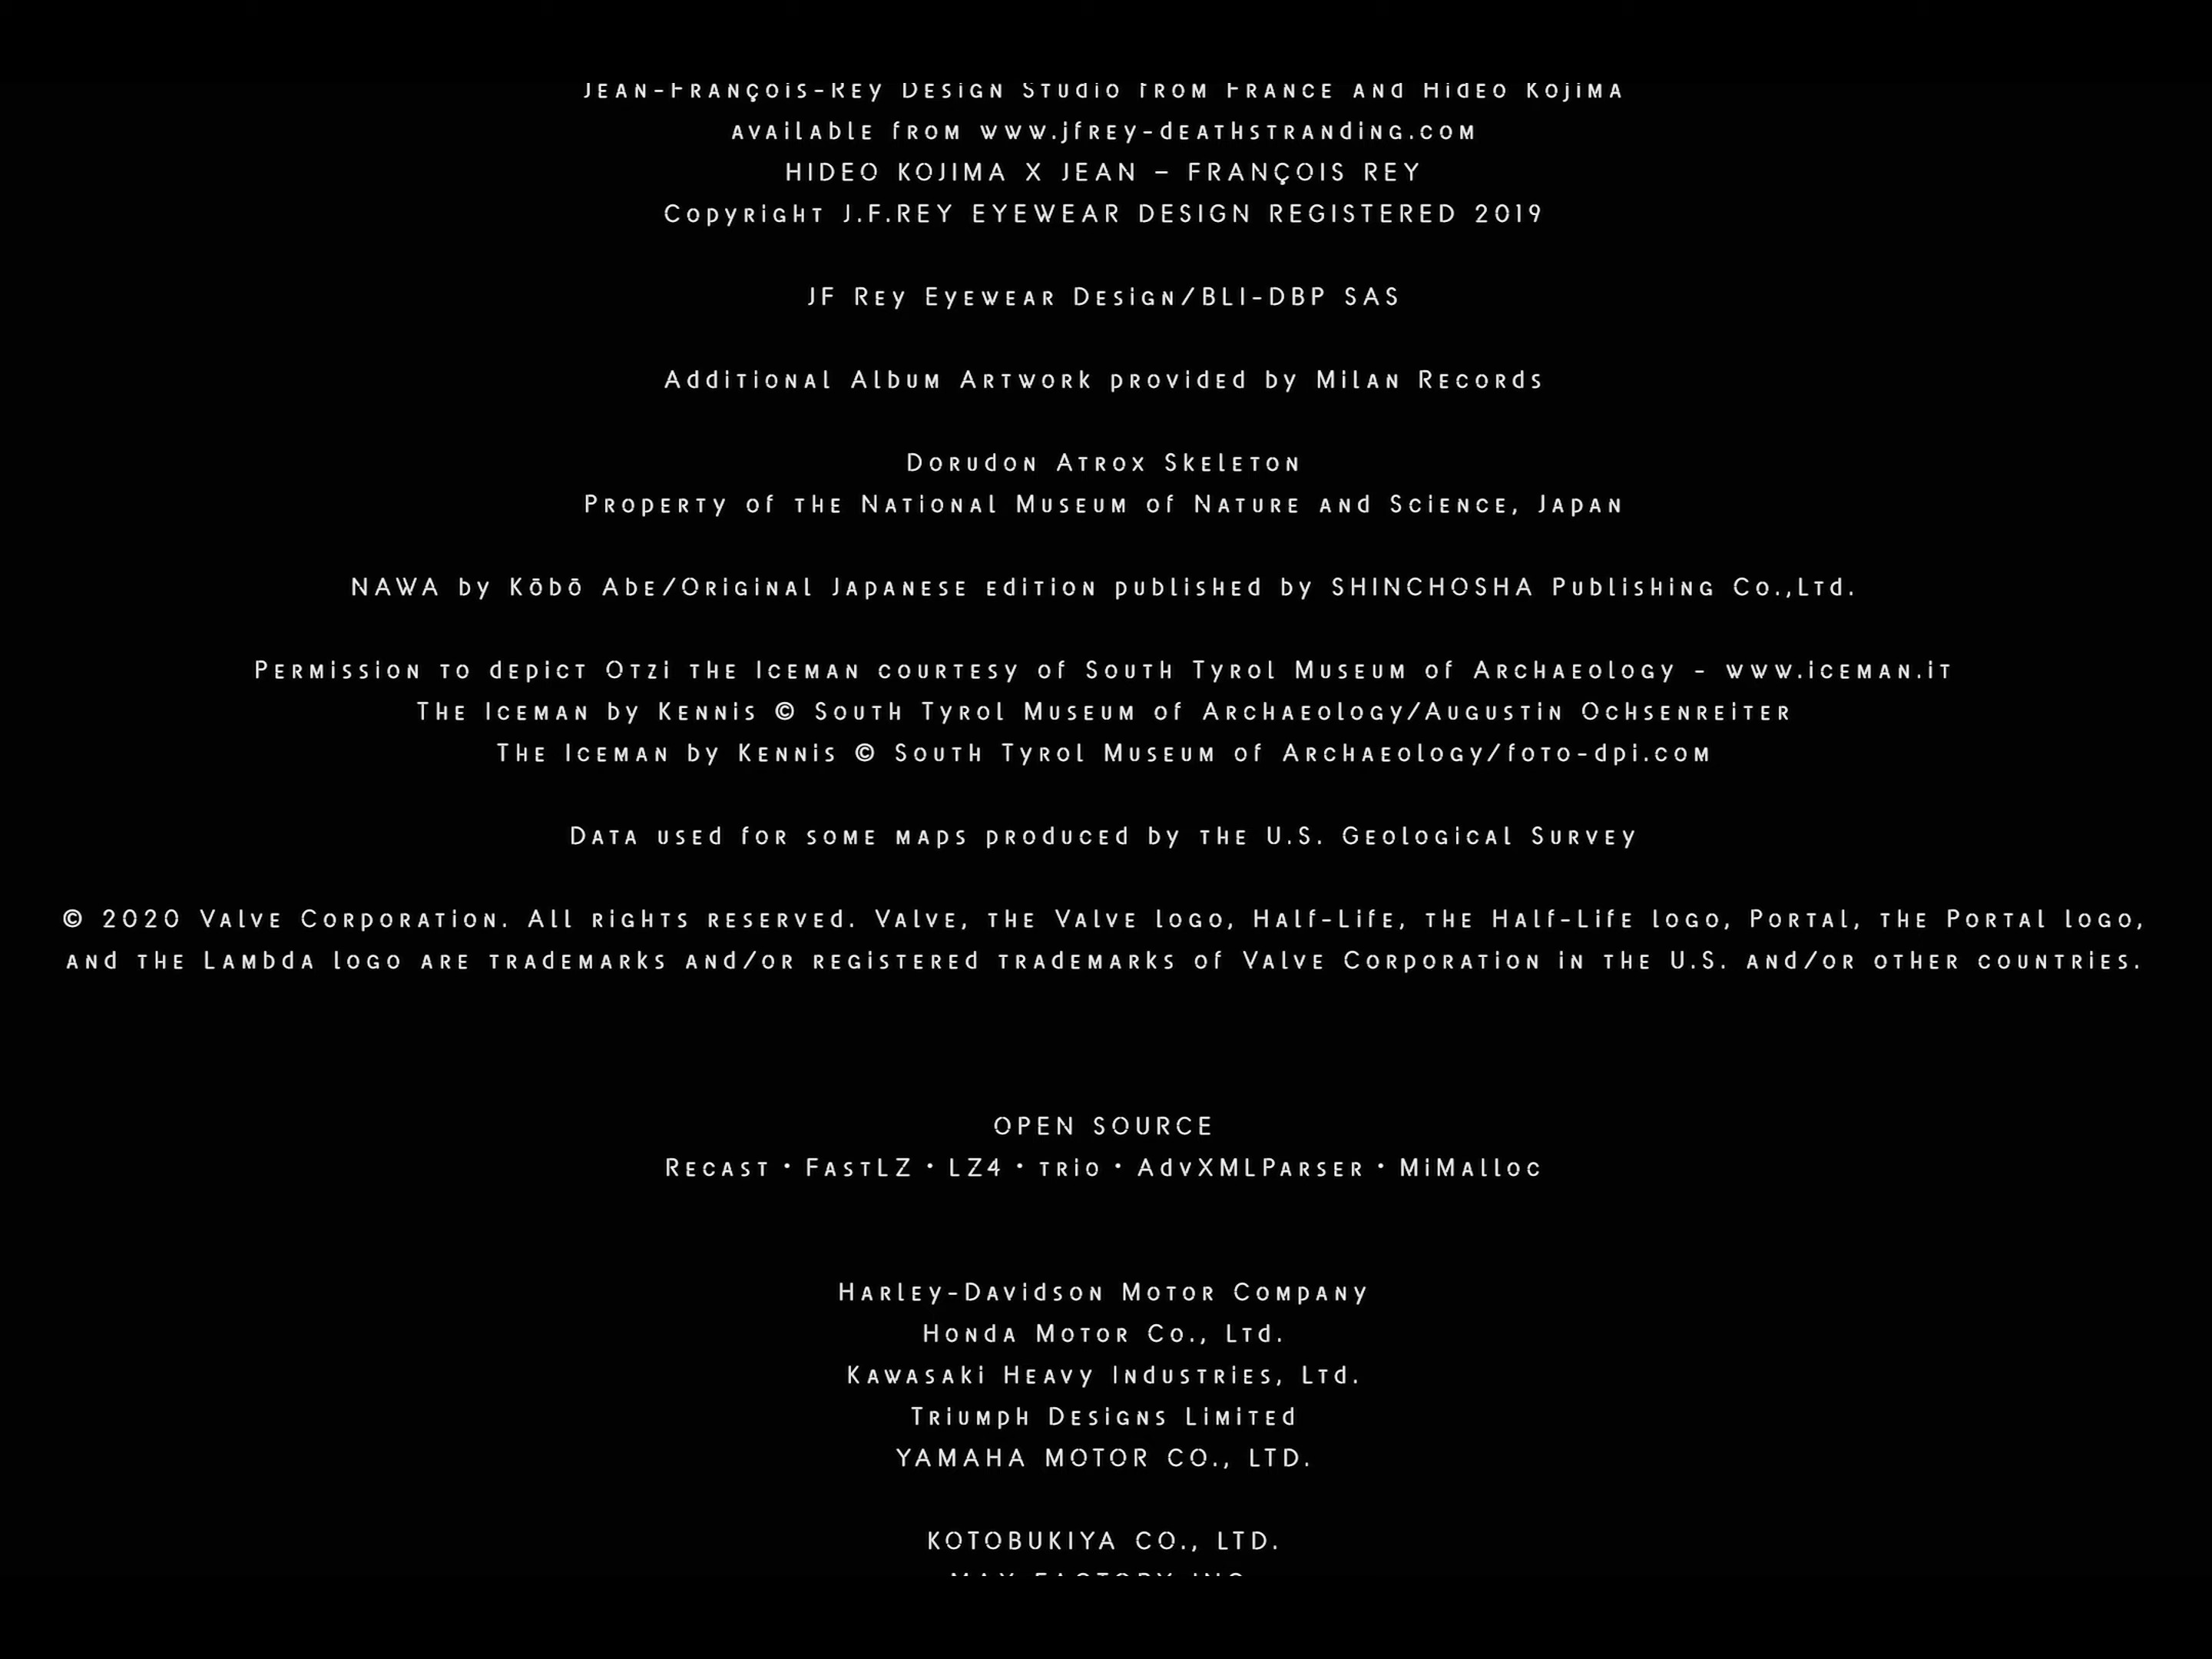 Jean-François-Rey Design Studio from France and Hideo Kojima
available from www.jfrey-deathstranding.com
HIDEO KOJIMA X JEAN – FRANÇOIS REY
Copyright J.F.REY EYEWEAR DESIGN REGISTERED 2019
JF Rey Eyewear Design/BLI-DBP SAS
Additional Album Artwork provided by Milan Records
Dorudon Atrox Skeleton
Property of the National Museum of Nature and Science, Japan
NAWA by Kōbō Abe/Original Japanese edition published by SHINCHOSHA Publishing Co.,Ltd.
Permission to depict Otzi the Iceman courtesy of South Tyrol Museum of Archaeology - www.iceman.it
The Iceman by Kennis © South Tyrol Museum of Archaeology/Augustin Ochsenreiter
The Iceman by Kennis © South Tyrol Museum of Archaeology/foto-dpi.com
Data used for some maps produced by the U.S. Geological Survey
© 2020 Valve Corporation. All rights reserved. Valve, the Valve logo, Half-Life, the Half-Life logo, Portal, the Portal logo,
and the Lambda logo are trademarks and/or registered trademarks of Valve Corporation in the U.S. and/or other countries.
OPEN SOURCE
Recast・FastLZ・LZ4・trio・AdvXMLParser・MiMalloc
Harley-Davidson Motor Company
Honda Motor Co., Ltd.
Kawasaki Heavy Industries, Ltd.
Triumph Designs Limited
YAMAHA MOTOR CO., LTD.
KOTOBUKIYA CO., LTD.
MAX FACTORY INC